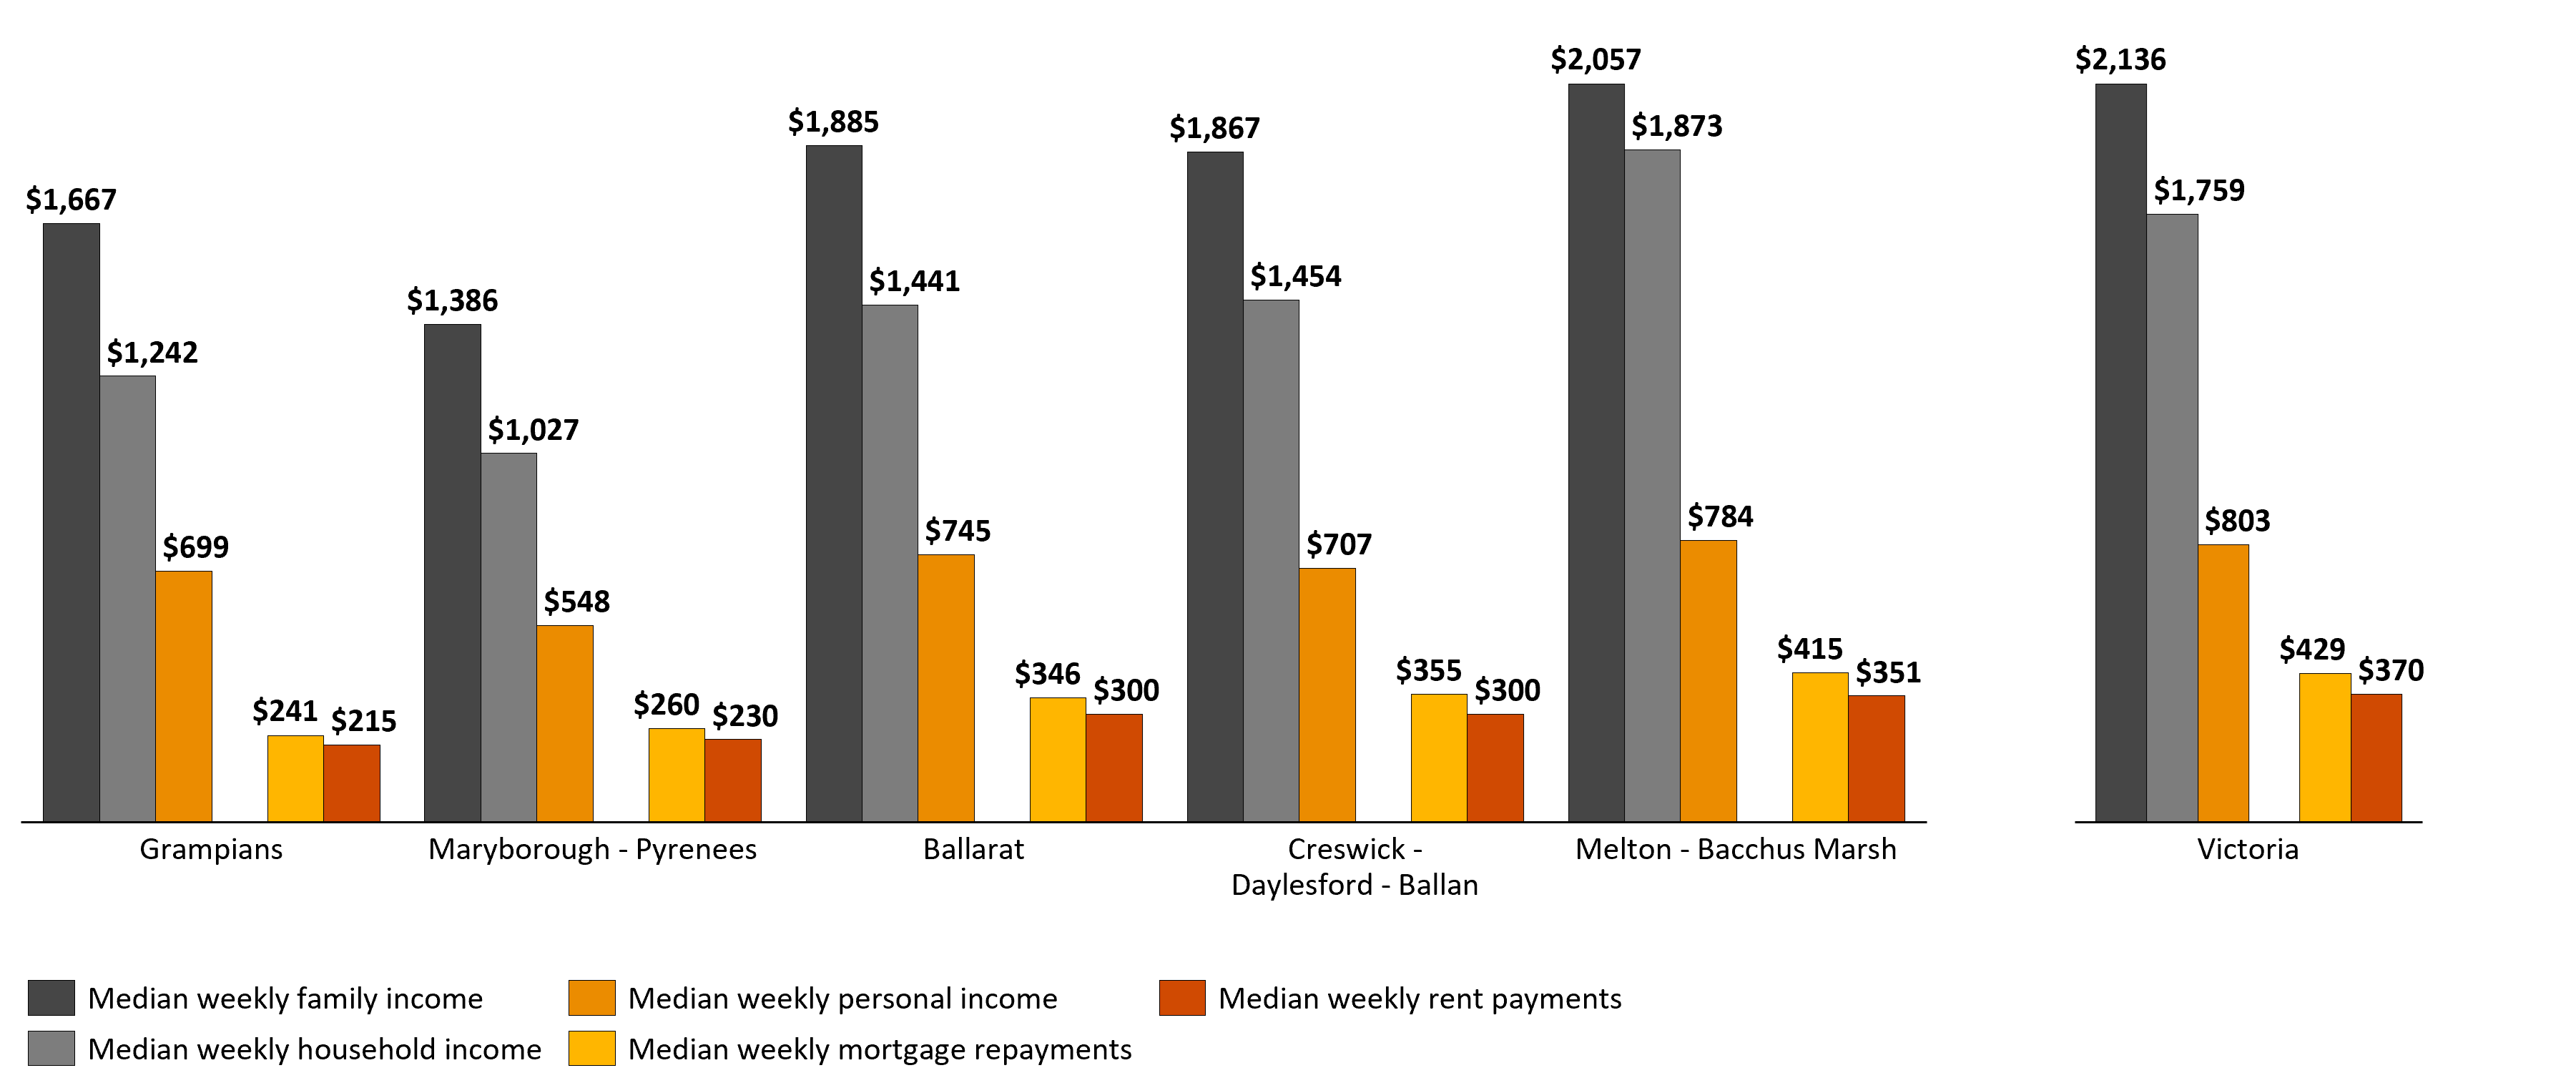 $1,667
$1,242
$699
$241
$215
$1,386
$1,027
$548
$260
$230
$1,885
$1,441
$745
$346
$300
$1,867
$1,454
$707
$355
$300
$2,057
$1,873
$784
$415
$351
$2,136
$1,759
$803
$429
$370
Grampians
Maryborough - Pyrenees
Ballarat
Creswick -
Daylesford - Ballan
Melton - Bacchus Marsh
Victoria
Median weekly family income
Median weekly household income
Median weekly personal income
Median weekly mortgage repayments
Median weekly rent payments